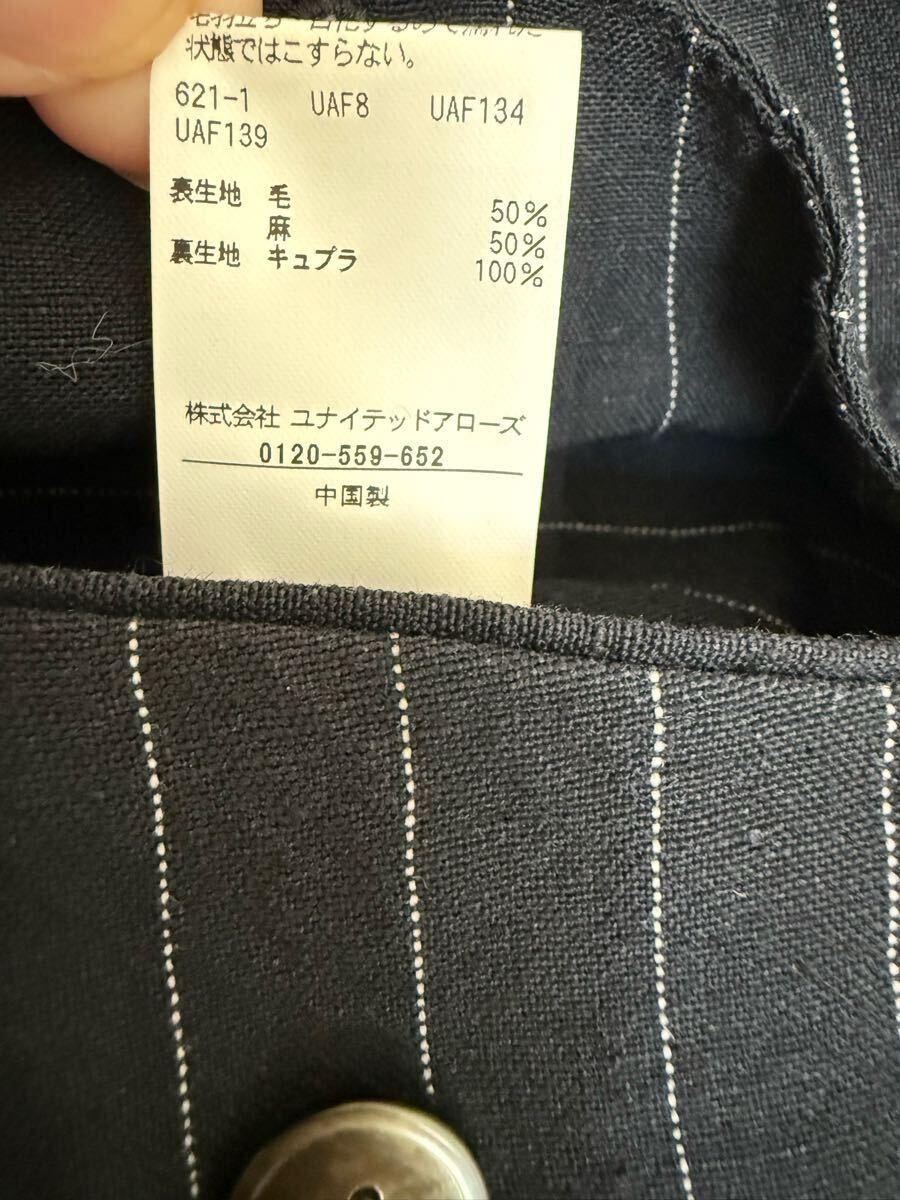 状態ではこすらない。
621-1 UAF8 UAF134
UAF139
表生地 毛 50%
麻 50%
裏生地 キュプラ 100%
株式会社 ユナイテッドアローズ
0120-559-652
中国製